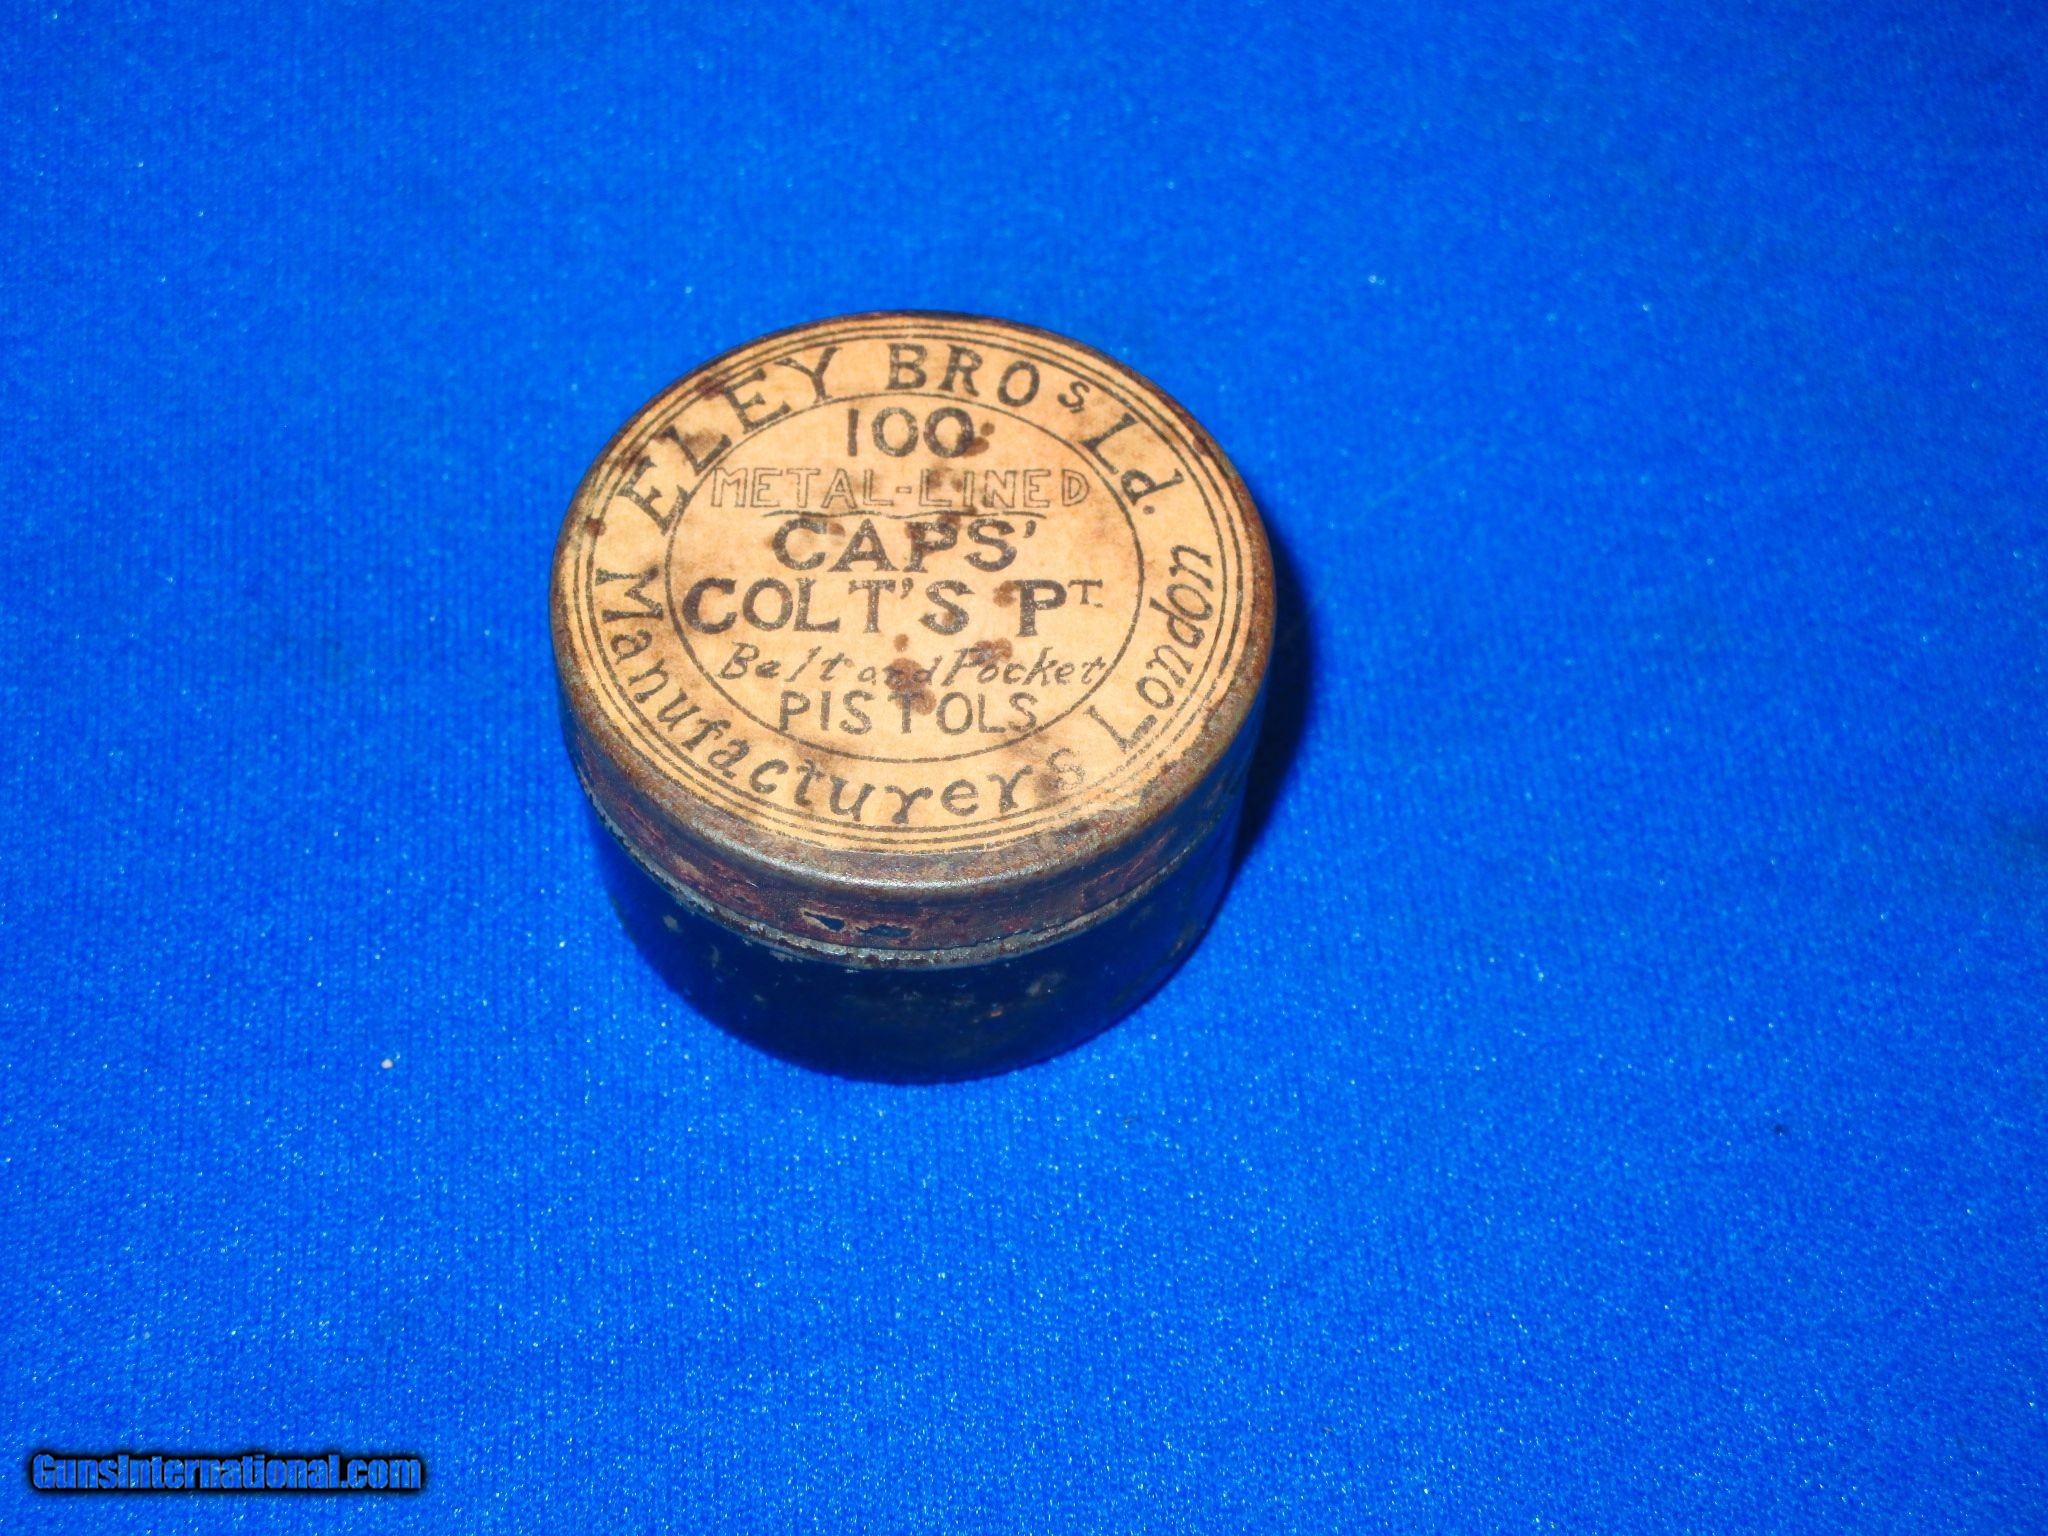 ELEY BROs, Ld.
100
METAL-LINED
CAPS'
COLT'S PT.
Belt and Pocket
PISTOLS
Manufacturers London
GunsInternational.com